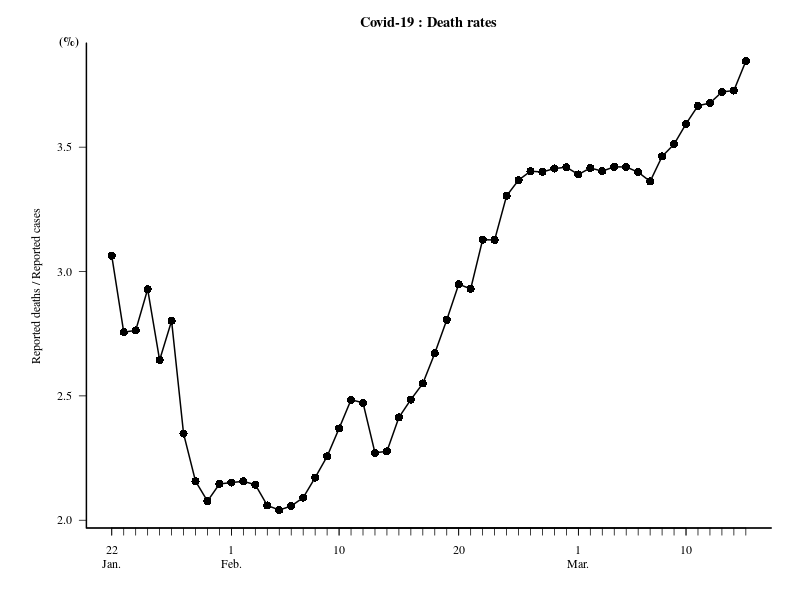 Covid-19 : Death rates
(%)
Reported deaths / Reported cases
3.5
3.0
2.5
2.0
22 1 10 20 1 10
Jan. Feb. Mar.